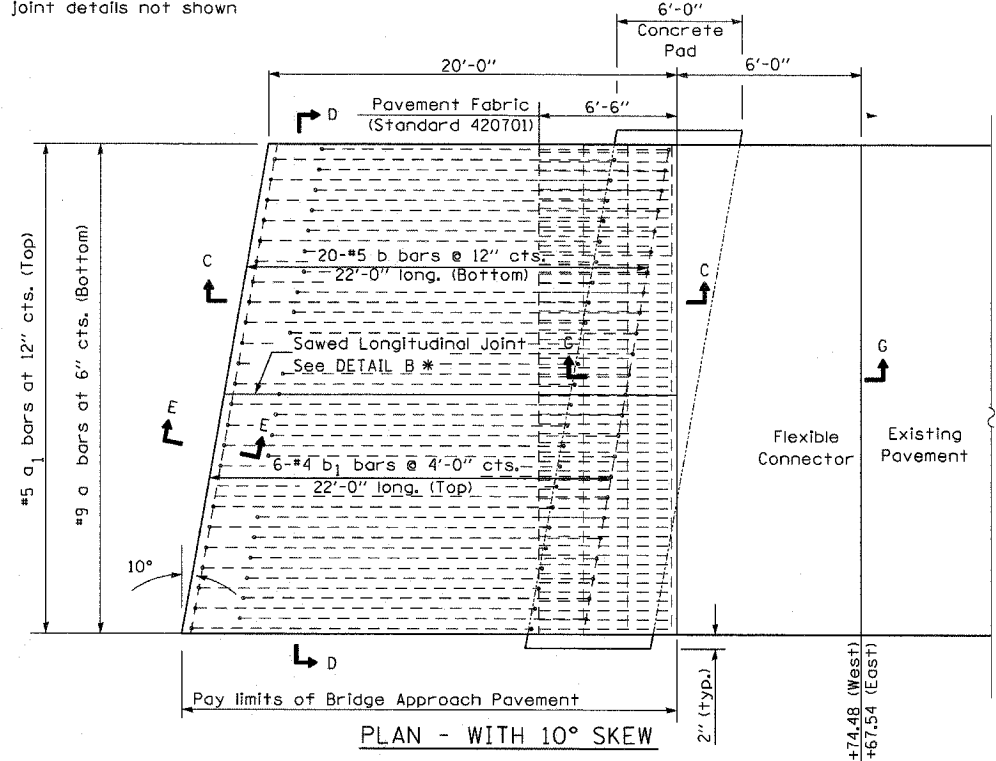 joint details not shown
6'-0"
Concrete
Pad
20'-0"
6'-0"
D
Pavement Fabric
(Standard 420701)
6'-6"
#5 a1 bars at 12" cts. (Top)
#9 a bars at 6" cts. (Bottom)
C
20-#5 b bars @ 12" cts.
22'-0" long. (Bottom)
C
Sawed Longitudinal Joint
See DETAIL B *
G
G
E
E
6-#4 b1 bars @ 4'-0" cts.
22'-0" long. (Top)
Flexible
Connector
Existing
Pavement
10°
D
Pay limits of Bridge Approach Pavement
2" (typ.)
+74.48 (West)
+67.54 (East)
PLAN - WITH 10° SKEW